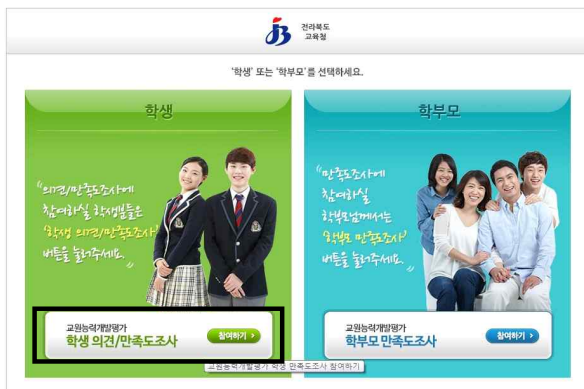 전라북도
교육청
'학생' 또는 '학부모'를 선택하세요.
학생
"의견/만족도조사에
참여하실 학생분들은
'학생 의견/만족도조사'
버튼을 눌러주세요."
교원능력개발평가
학생 의견/만족도조사
참여하기 >
교원능력개발평가 학생 만족도조사 참여하기
학부모
"만족도조사에
참여하실
학부모님께서는
'학부모 만족도조사'
버튼을 눌러주세요."
교원능력개발평가
학부모 만족도조사
참여하기 >